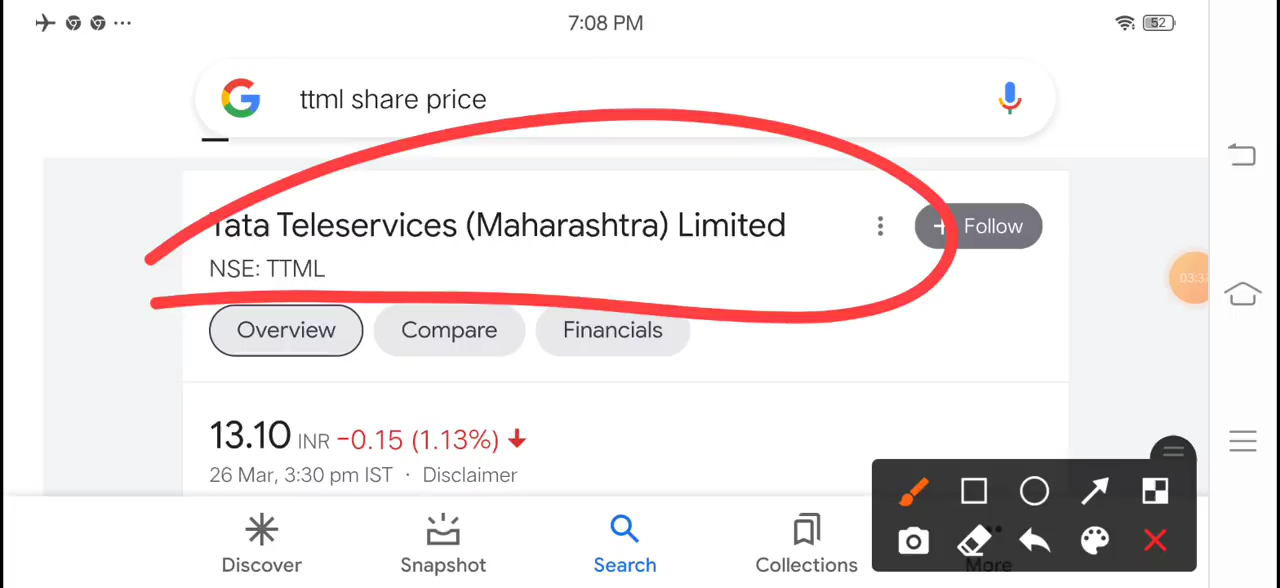 7:08 PM
52
ttml share price
Tata Teleservices (Maharashtra) Limited
+ Follow
NSE: TTML
Overview
Compare
Financials
13.10 INR −0.15 (1.13%)
26 Mar, 3:30 pm IST · Disclaimer
Discover
Snapshot
Search
Collections
More